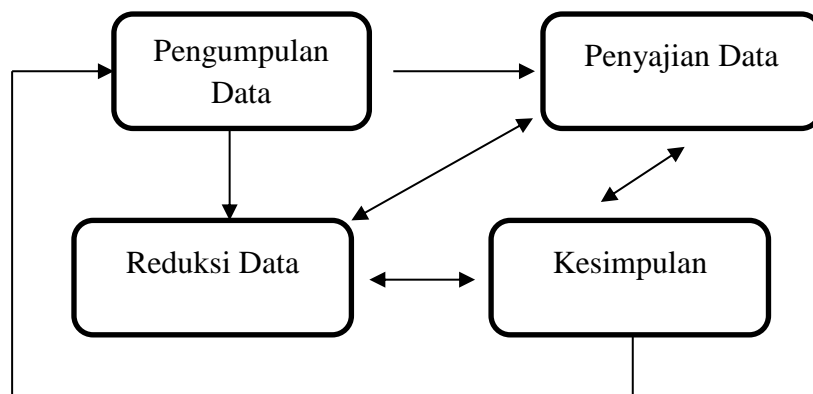 Pengumpulan
Data
Penyajian Data
Reduksi Data
Kesimpulan